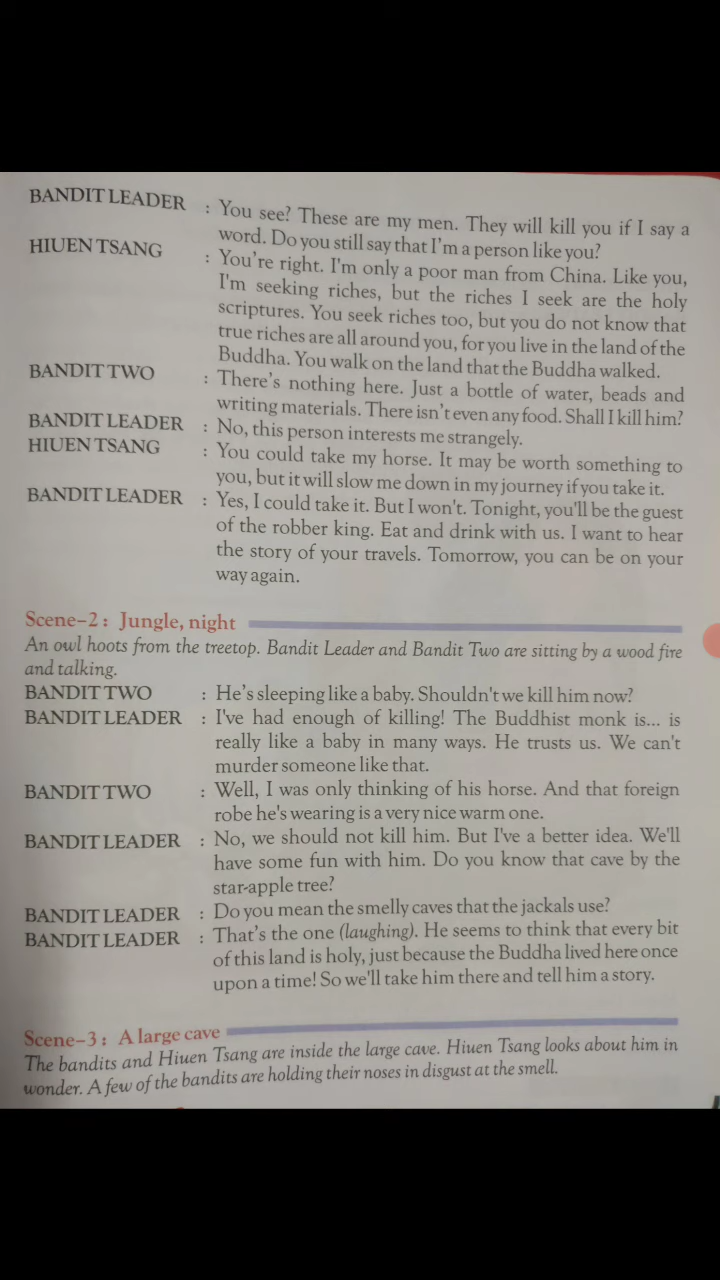 BANDIT LEADER : You see? These are my men. They will kill you if I say a
word. Do you still say that I'm a person like you?
HIUEN TSANG : You're right. I'm only a poor man from China. Like you,
I'm seeking riches, but the riches I seek are the holy
scriptures. You seek riches too, but you do not know that
true riches are all around you, for you live in the land of the
Buddha. You walk on the land that the Buddha walked.
BANDIT TWO : There's nothing here. Just a bottle of water, beads and
writing materials. There isn't even any food. Shall I kill him?
BANDIT LEADER : No, this person interests me strangely.
HIUEN TSANG : You could take my horse. It may be worth something to
you, but it will slow me down in my journey if you take it.
BANDIT LEADER : Yes, I could take it. But I won't. Tonight, you'll be the guest
of the robber king. Eat and drink with us. I want to hear
the story of your travels. Tomorrow, you can be on your
way again.
Scene-2: Jungle, night
An owl hoots from the treetop. Bandit Leader and Bandit Two are sitting by a wood fire
and talking.
BANDIT TWO : He's sleeping like a baby. Shouldn't we kill him now?
BANDIT LEADER : I've had enough of killing! The Buddhist monk is... is
really like a baby in many ways. He trusts us. We can't
murder someone like that.
BANDIT TWO : Well, I was only thinking of his horse. And that foreign
robe he's wearing is a very nice warm one.
BANDIT LEADER : No, we should not kill him. But I've a better idea. We'll
have some fun with him. Do you know that cave by the
star-apple tree?
BANDIT LEADER : Do you mean the smelly caves that the jackals use?
BANDIT LEADER : That's the one (laughing). He seems to think that every bit
of this land is holy, just because the Buddha lived here once
upon a time! So we'll take him there and tell him a story.
Scene-3: A large cave
The bandits and Hiuen Tsang are inside the large cave. Hiuen Tsang looks about him in
wonder. A few of the bandits are holding their noses in disgust at the smell.